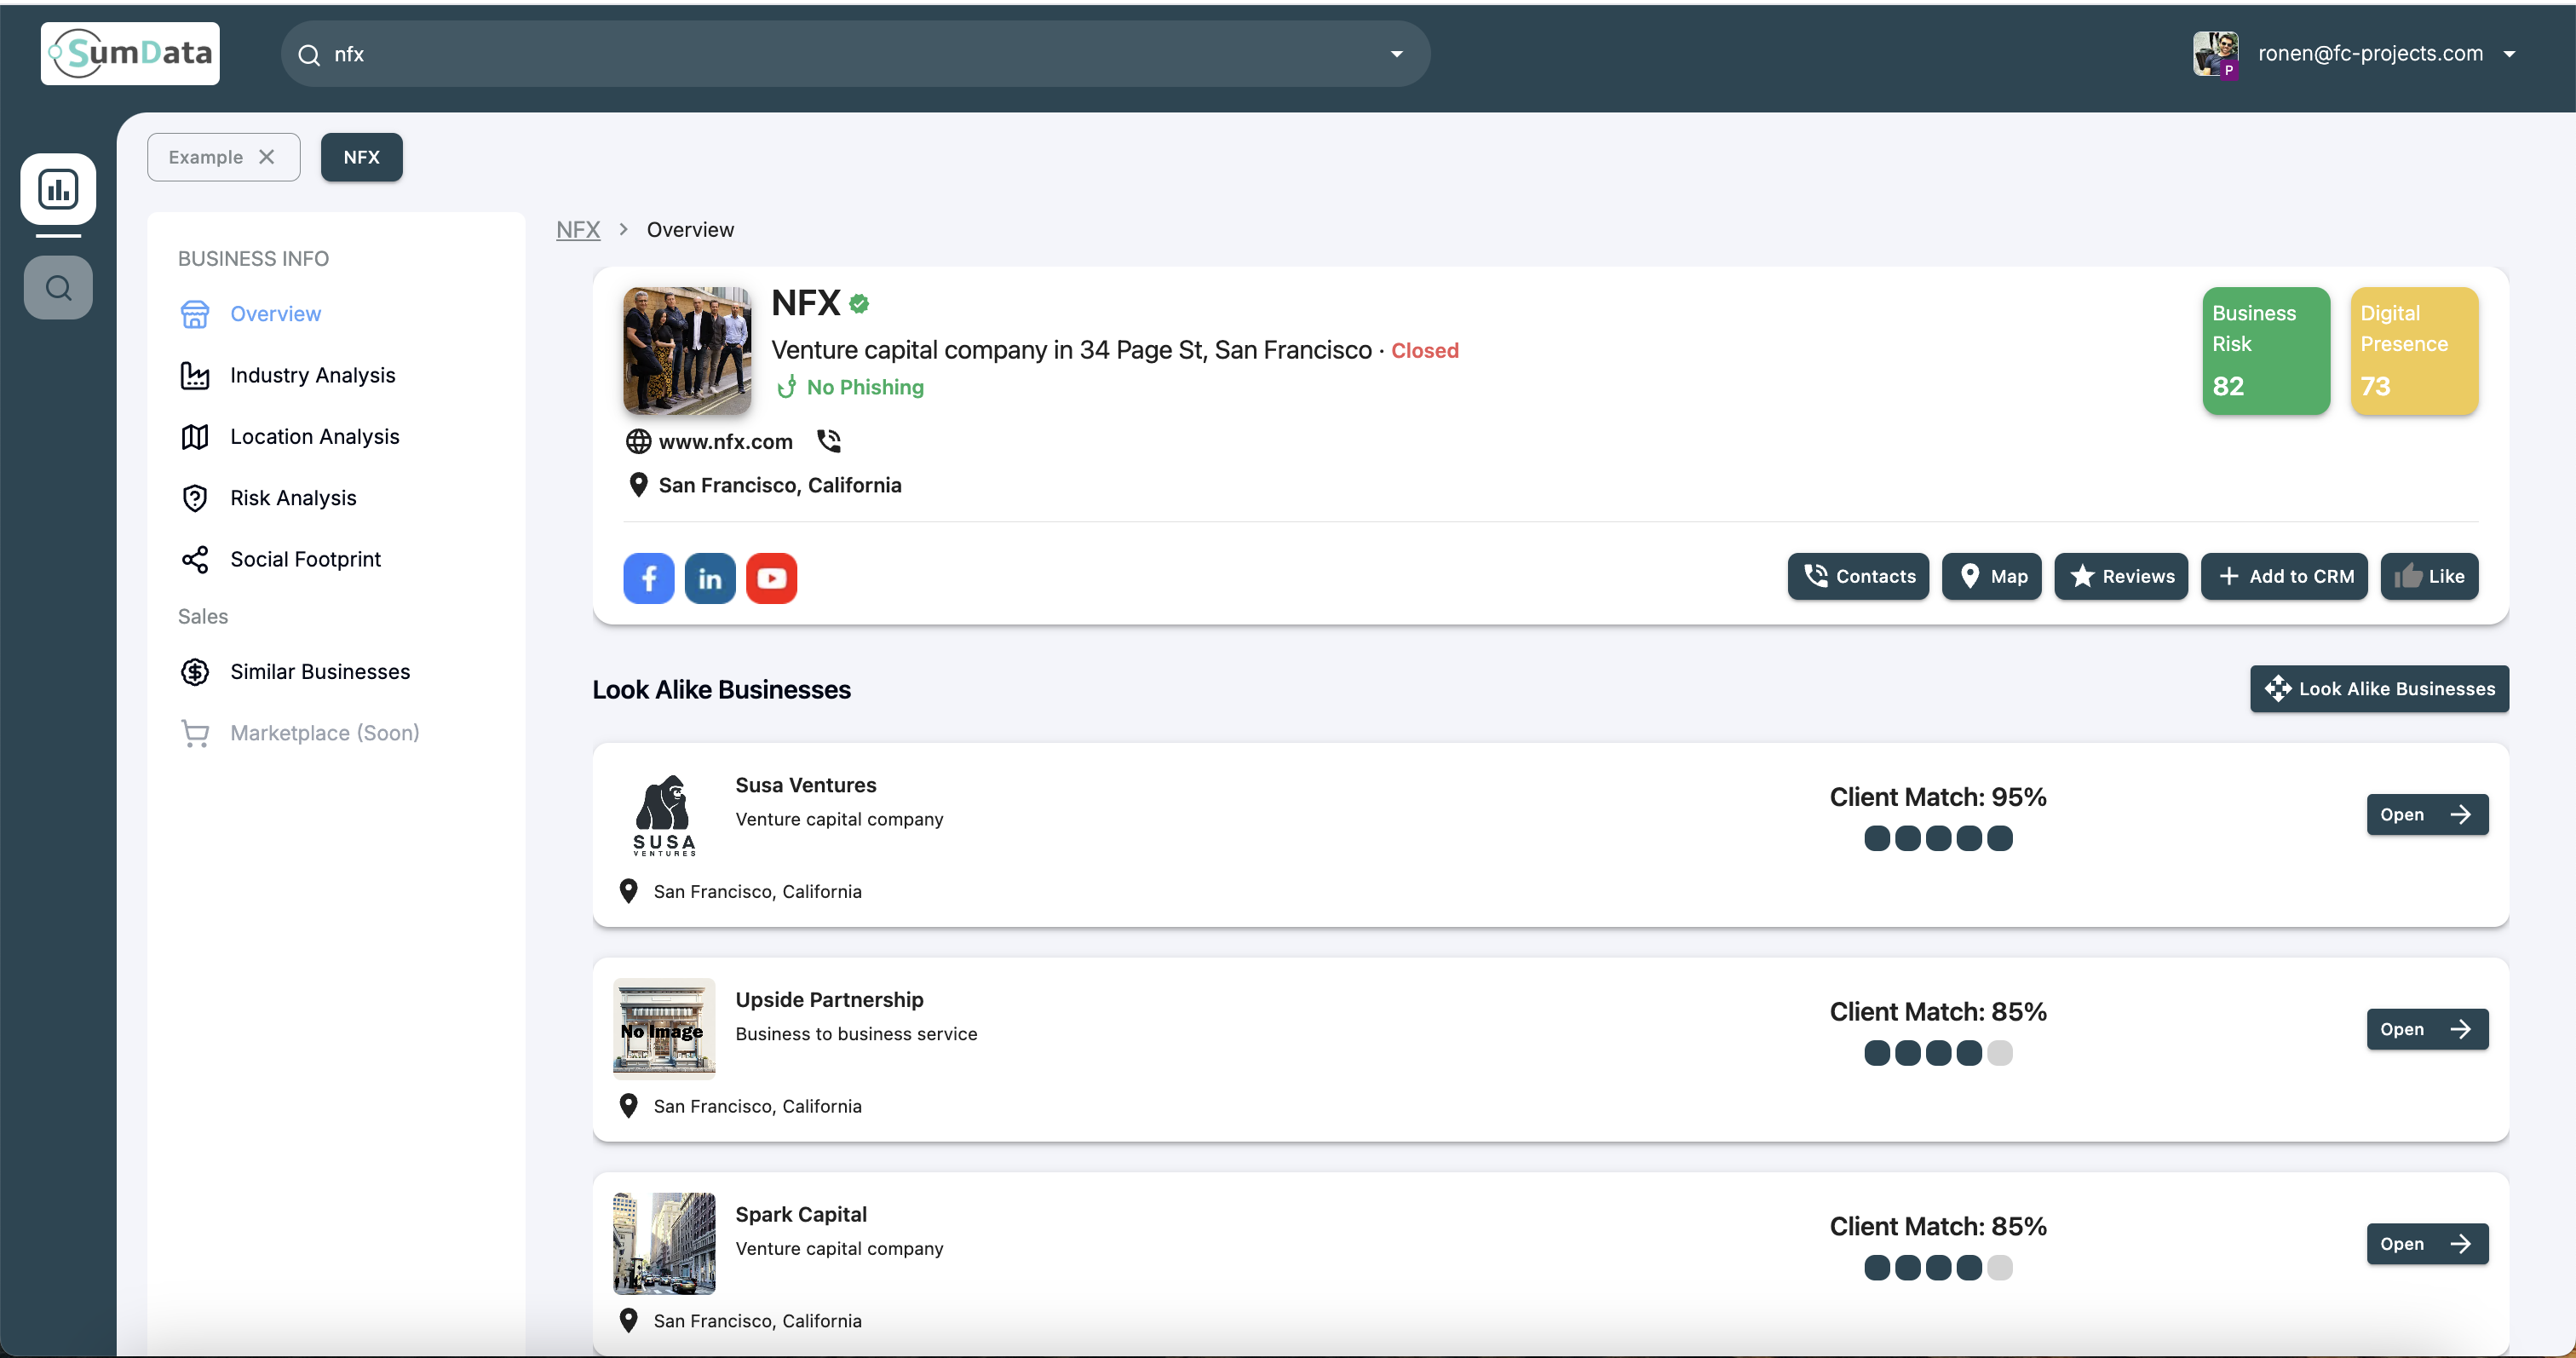 SumData
nfx
ronen@fc-projects.com
P
Example
NFX
BUSINESS INFO
Overview
Industry Analysis
Location Analysis
Risk Analysis
Social Footprint
Sales
Similar Businesses
Marketplace (Soon)
NFX > Overview
NFX
Venture capital company in 34 Page St, San Francisco · Closed
No Phishing
www.nfx.com
San Francisco, California
Business
Risk
82
Digital
Presence
73
f
in
Contacts
Map
Reviews
Add to CRM
Like
Look Alike Businesses
Look Alike Businesses
SUSA
VENTURES
Susa Ventures
Venture capital company
San Francisco, California
Client Match: 95%
Open
No Image
Upside Partnership
Business to business service
San Francisco, California
Client Match: 85%
Open
Spark Capital
Venture capital company
San Francisco, California
Client Match: 85%
Open